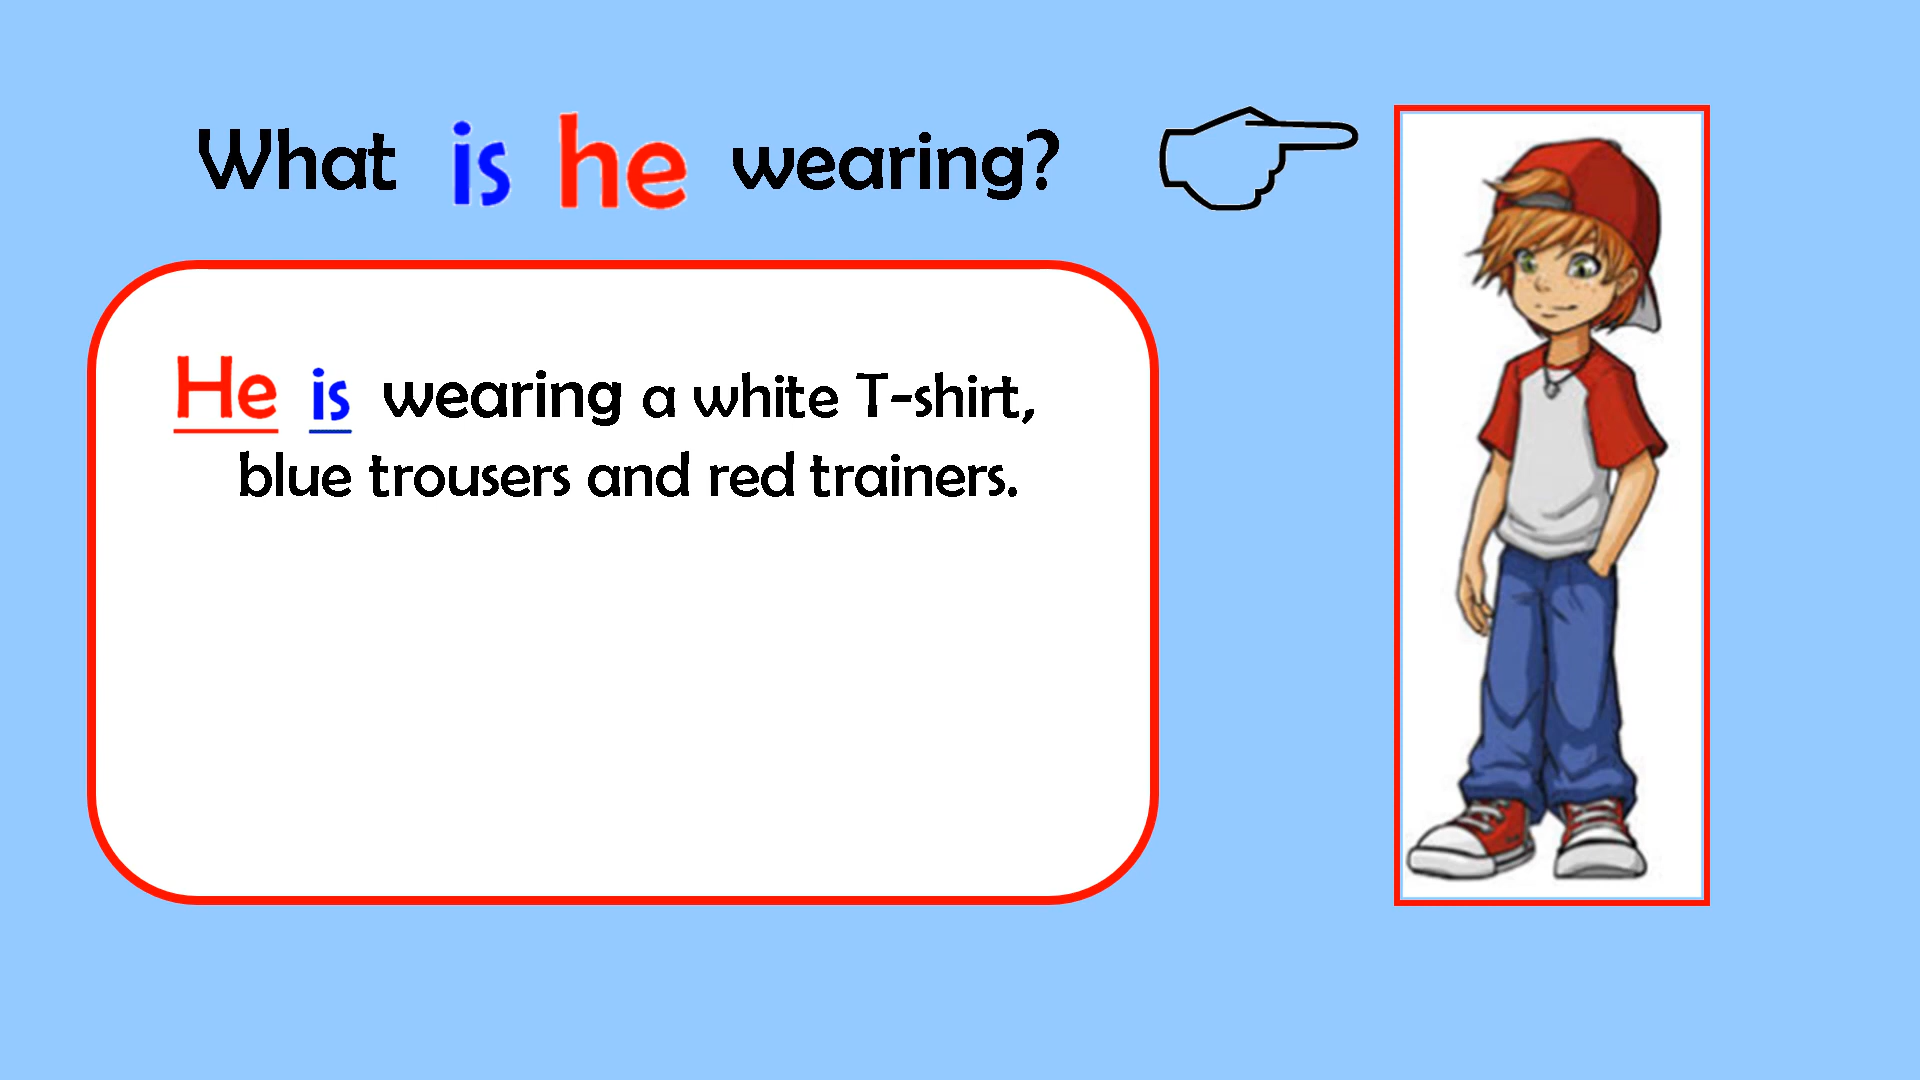 What is he wearing?
He is wearing a white T-shirt,
blue trousers and red trainers.